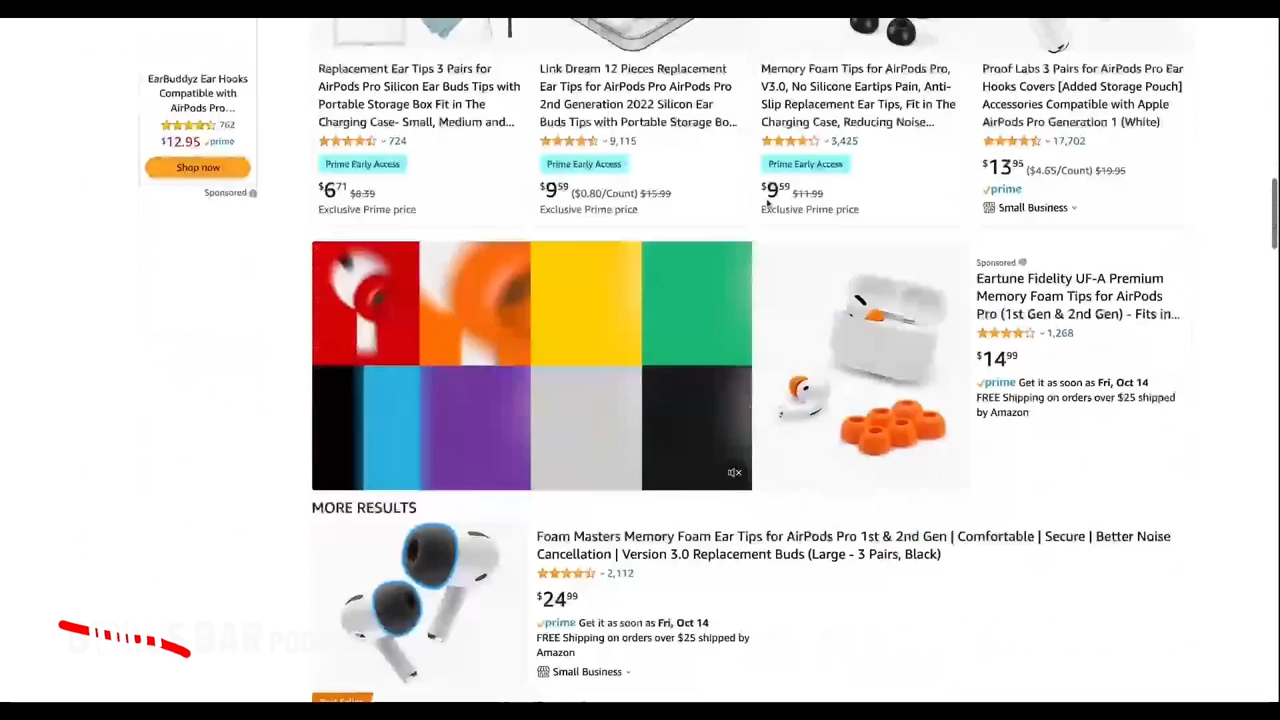 EarBuddyz Ear Hooks
Compatible with
AirPods Pro...
762
$12.95 prime
Shop now
Sponsored
Replacement Ear Tips 3 Pairs for
AirPods Pro Silicon Ear Buds Tips with
Portable Storage Box Fit in The
Charging Case- Small, Medium and...
724
Prime Early Access
$6 71 $8.39
Exclusive Prime price
Link Dream 12 Pieces Replacement
Ear Tips for AirPods Pro AirPods Pro
2nd Generation 2022 Silicon Ear
Buds Tips with Portable Storage Bo...
9,115
Prime Early Access
$9 59 ($0.80/Count) $15.99
Exclusive Prime price
Memory Foam Tips for AirPods Pro,
V3.0, No Silicone Eartips Pain, Anti-
Slip Replacement Ear Tips, Fit in The
Charging Case, Reducing Noise...
3,425
Prime Early Access
$9 59 $11.99
Exclusive Prime price
Proof Labs 3 Pairs for AirPods Pro Ear
Hooks Covers [Added Storage Pouch]
Accessories Compatible with Apple
AirPods Pro Generation 1 (White)
17,702
$13 95 ($4.65/Count) $19.95
prime
Small Business
Sponsored
Eartune Fidelity UF-A Premium
Memory Foam Tips for AirPods
Pro (1st Gen & 2nd Gen) - Fits in...
1,268
$14 99
prime Get it as soon as Fri, Oct 14
FREE Shipping on orders over $25 shipped
by Amazon
MORE RESULTS
Foam Masters Memory Foam Ear Tips for AirPods Pro 1st & 2nd Gen | Comfortable | Secure | Better Noise
Cancellation | Version 3.0 Replacement Buds (Large - 3 Pairs, Black)
2,112
$24 99
prime Get it as soon as Fri, Oct 14
FREE Shipping on orders over $25 shipped by
Amazon
Small Business
BAR